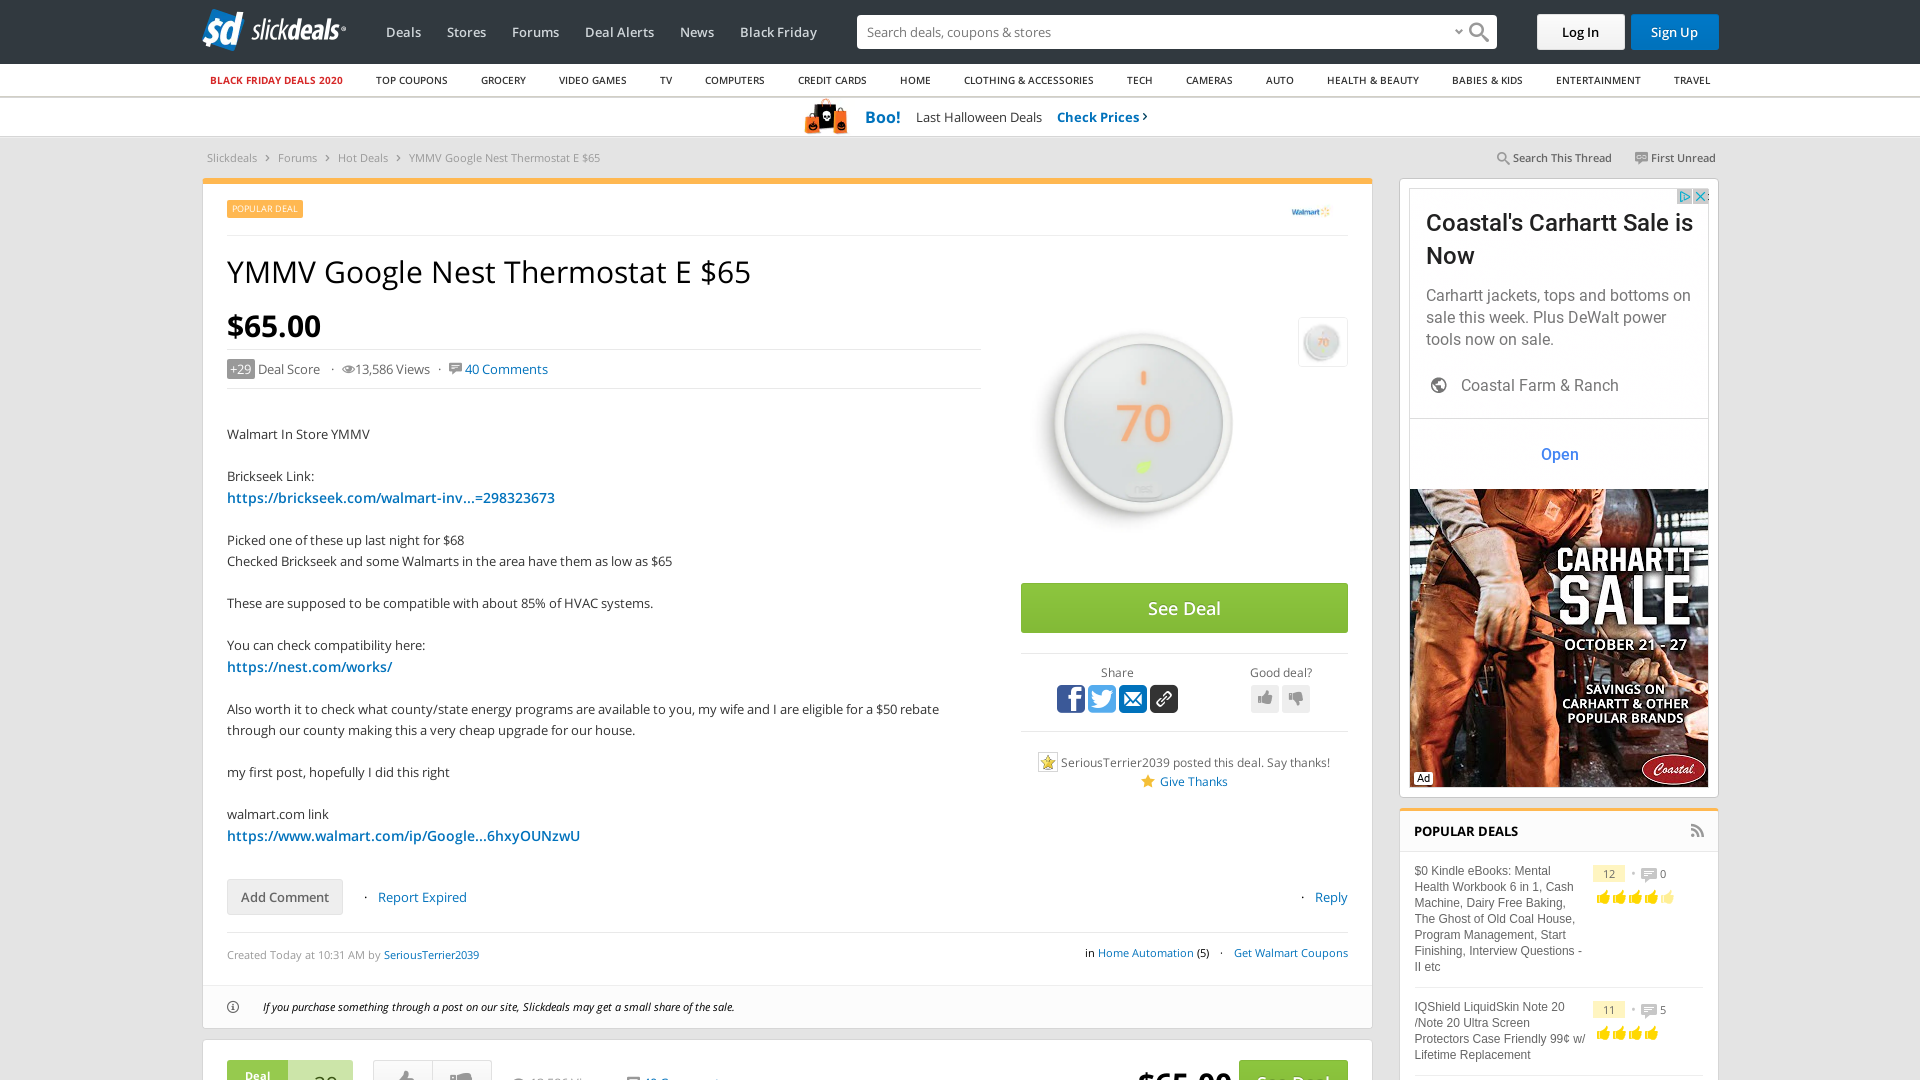 slickdeals
Deals Stores Forums Deal Alerts News Black Friday
Search deals, coupons & stores
Log In
Sign Up
BLACK FRIDAY DEALS 2020 TOP COUPONS GROCERY VIDEO GAMES TV COMPUTERS CREDIT CARDS HOME CLOTHING & ACCESSORIES TECH CAMERAS AUTO HEALTH & BEAUTY BABIES & KIDS ENTERTAINMENT TRAVEL
Boo! Last Halloween Deals Check Prices ›
Slickdeals › Forums › Hot Deals › YMMV Google Nest Thermostat E $65
Search This Thread First Unread
POPULAR DEAL
Walmart
YMMV Google Nest Thermostat E $65
$65.00
+29 Deal Score · 13,586 Views · 40 Comments
Walmart In Store YMMV
Brickseek Link:
https://brickseek.com/walmart-inv...=298323673
Picked one of these up last night for $68
Checked Brickseek and some Walmarts in the area have them as low as $65
These are supposed to be compatible with about 85% of HVAC systems.
You can check compatibility here:
https://nest.com/works/
Also worth it to check what county/state energy programs are available to you, my wife and I are eligible for a $50 rebate
through our county making this a very cheap upgrade for our house.
my first post, hopefully I did this right
walmart.com link
https://www.walmart.com/ip/Google...6hxyOUNzwU
Add Comment · Report Expired
· Reply
Created Today at 10:31 AM by SeriousTerrier2039
in Home Automation (5) · Get Walmart Coupons
If you purchase something through a post on our site, Slickdeals may get a small share of the sale.
70
70
See Deal
Share
Good deal?
SeriousTerrier2039 posted this deal. Say thanks!
Give Thanks
Deal
$65.00
Coastal's Carhartt Sale is
Now
Carhartt jackets, tops and bottoms on
sale this week. Plus DeWalt power
tools now on sale.
Coastal Farm & Ranch
Open
CARHARTT
SALE
OCTOBER 21 - 27
SAVINGS ON
CARHARTT & OTHER
POPULAR BRANDS
Ad
Coastal
POPULAR DEALS
$0 Kindle eBooks: Mental
Health Workbook 6 in 1, Cash
Machine, Dairy Free Baking,
The Ghost of Old Coal House,
Program Management, Start
Finishing, Interview Questions -
II etc
12 • 0
IQShield LiquidSkin Note 20
/Note 20 Ultra Screen
Protectors Case Friendly 99¢ w/
Lifetime Replacement
11 • 5